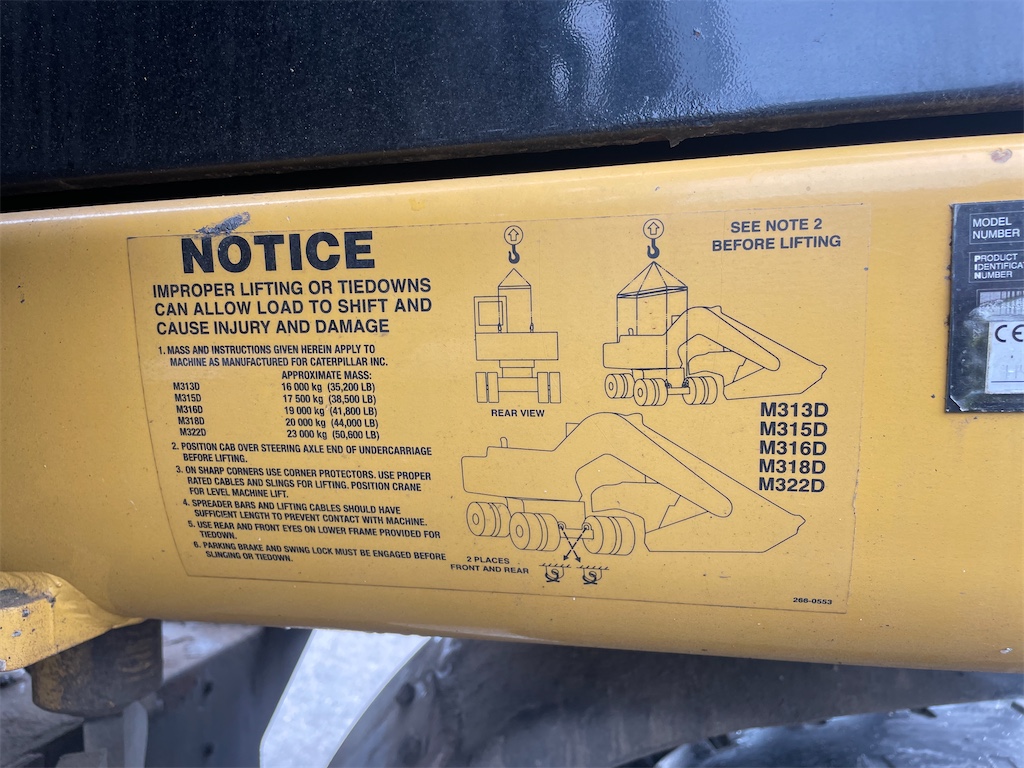 NOTICE
IMPROPER LIFTING OR TIEDOWNS
CAN ALLOW LOAD TO SHIFT AND
CAUSE INJURY AND DAMAGE
1. MASS AND INSTRUCTIONS GIVEN HEREIN APPLY TO
MACHINE AS MANUFACTURED FOR CATERPILLAR INC.
APPROXIMATE MASS:
M313D 16 000 kg (35,200 LB)
M315D 17 500 kg (38,500 LB)
M316D 19 000 kg (41,800 LB)
M318D 20 000 kg (44,000 LB)
M322D 23 000 kg (50,600 LB)
2. POSITION CAB OVER STEERING AXLE END OF UNDERCARRIAGE
BEFORE LIFTING.
3. ON SHARP CORNERS USE CORNER PROTECTORS. USE PROPER
RATED CABLES AND SLINGS FOR LIFTING. POSITION CRANE
FOR LEVEL MACHINE LIFT.
4. SPREADER BARS AND LIFTING CABLES SHOULD HAVE
SUFFICIENT LENGTH TO PREVENT CONTACT WITH MACHINE.
5. USE REAR AND FRONT EYES ON LOWER FRAME PROVIDED FOR
TIEDOWN.
6. PARKING BRAKE AND SWING LOCK MUST BE ENGAGED BEFORE
SLINGING OR TIEDOWN.
SEE NOTE 2
BEFORE LIFTING
REAR VIEW
M313D
M315D
M316D
M318D
M322D
2 PLACES
FRONT AND REAR
266-0553
MODEL
NUMBER
PRODUCT
NUMBER
CE